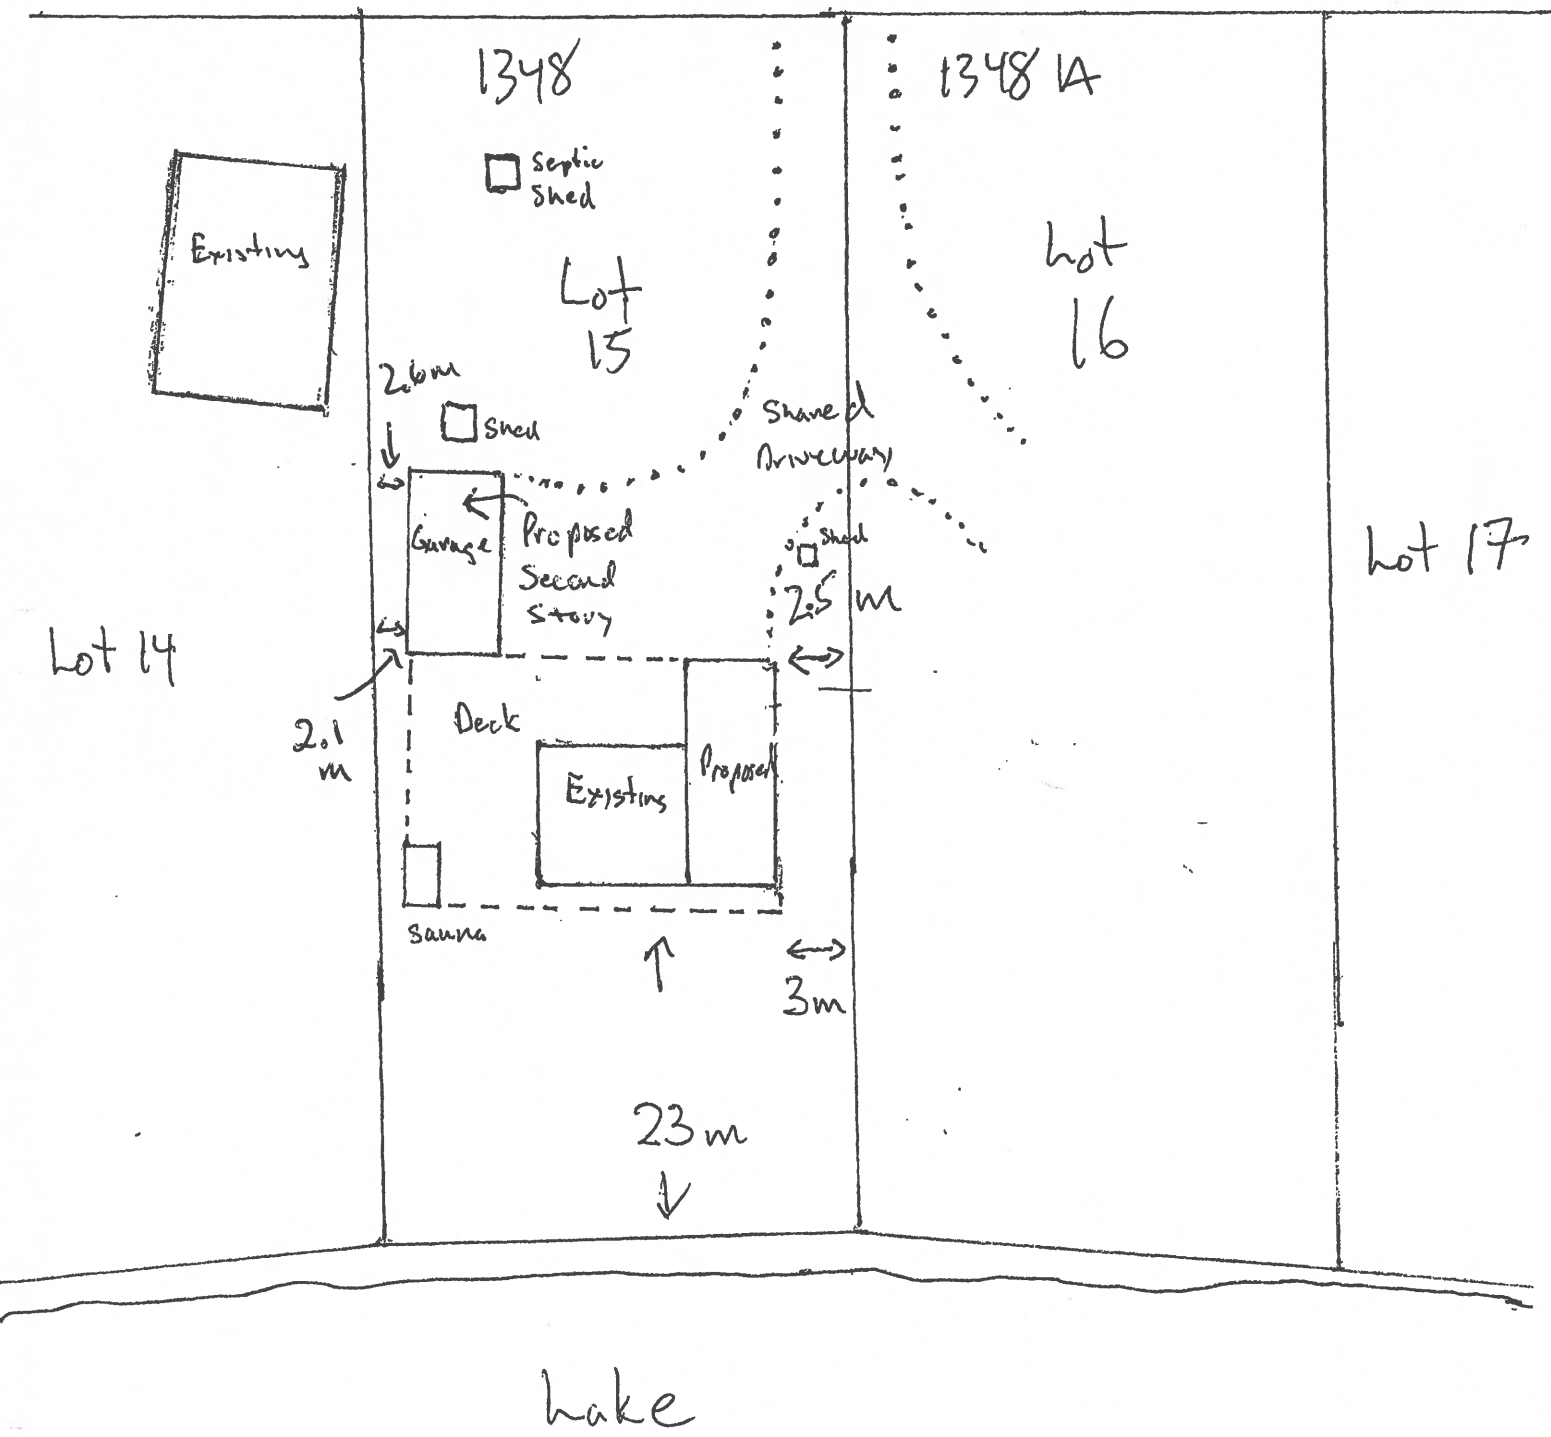 1348
1348 1A
Septic
Shed
Existing
Lot
15
Lot
16
2.6m
Shed
Shared
Driveway
Garage
Proposed
Second
Story
Shed
2.5 m
Lot 17
Lot 14
2.1
m
Deck
Existing
Proposed
Sauna
3m
23m
Lake